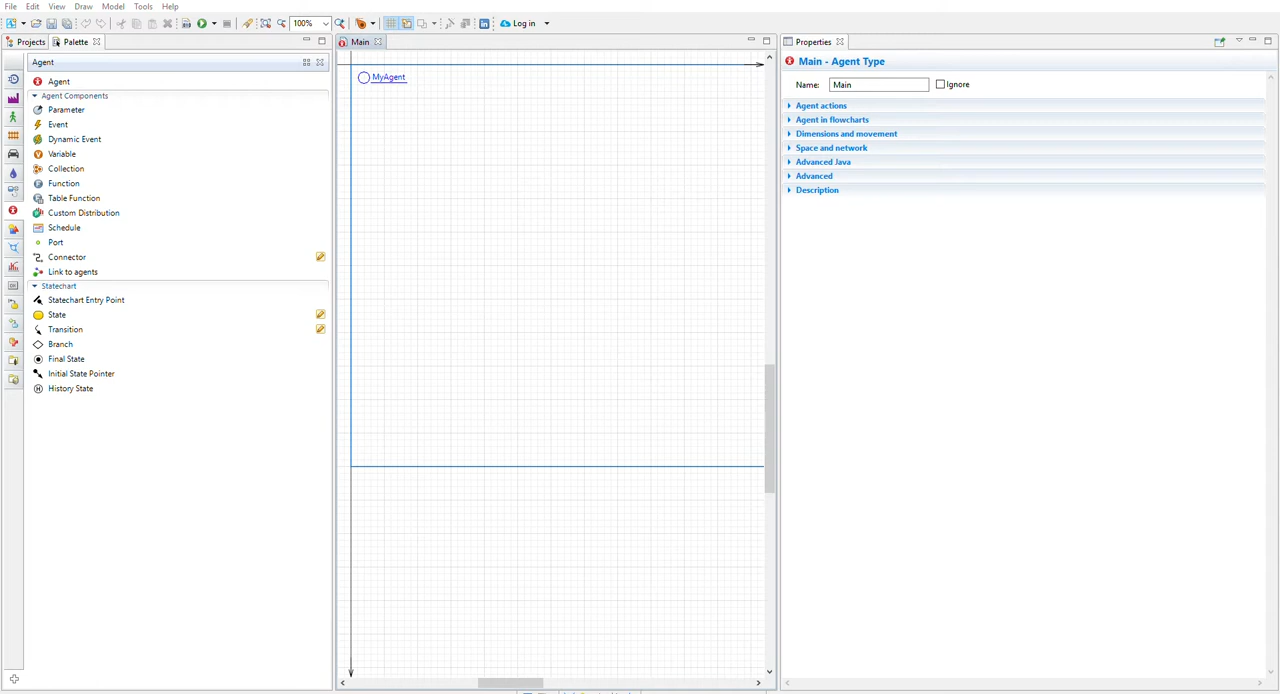 File Edit View Draw Model Tools Help
100% Log in
Projects Palette
Main
Properties
Agent
Agent
Agent Components
Parameter
Event
Dynamic Event
Variable
Collection
Function
Table Function
Custom Distribution
Schedule
Port
Connector
Link to agents
Statechart
Statechart Entry Point
State
Transition
Branch
Final State
Initial State Pointer
History State
MyAgent
Main - Agent Type
Name: Main Ignore
Agent actions
Agent in flowcharts
Dimensions and movement
Space and network
Advanced Java
Advanced
Description